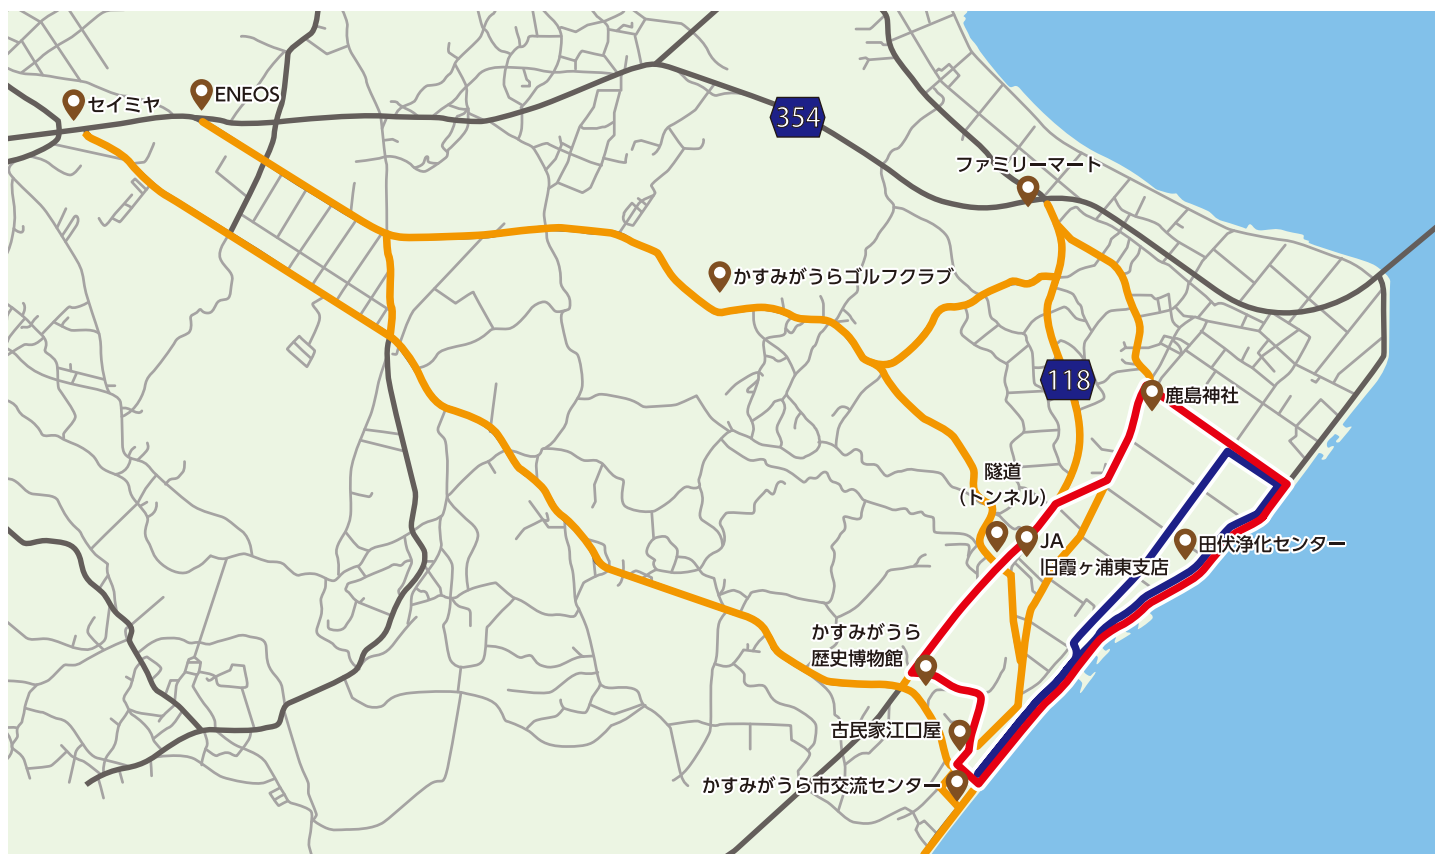 セイミヤ
ENEOS
354
ファミリーマート
かすみがうらゴルフクラブ
118
鹿島神社
隧道
（トンネル）
JA
旧霞ヶ浦東支店
田伏浄化センター
かすみがうら
歴史博物館
古民家江口屋
かすみがうら市交流センター